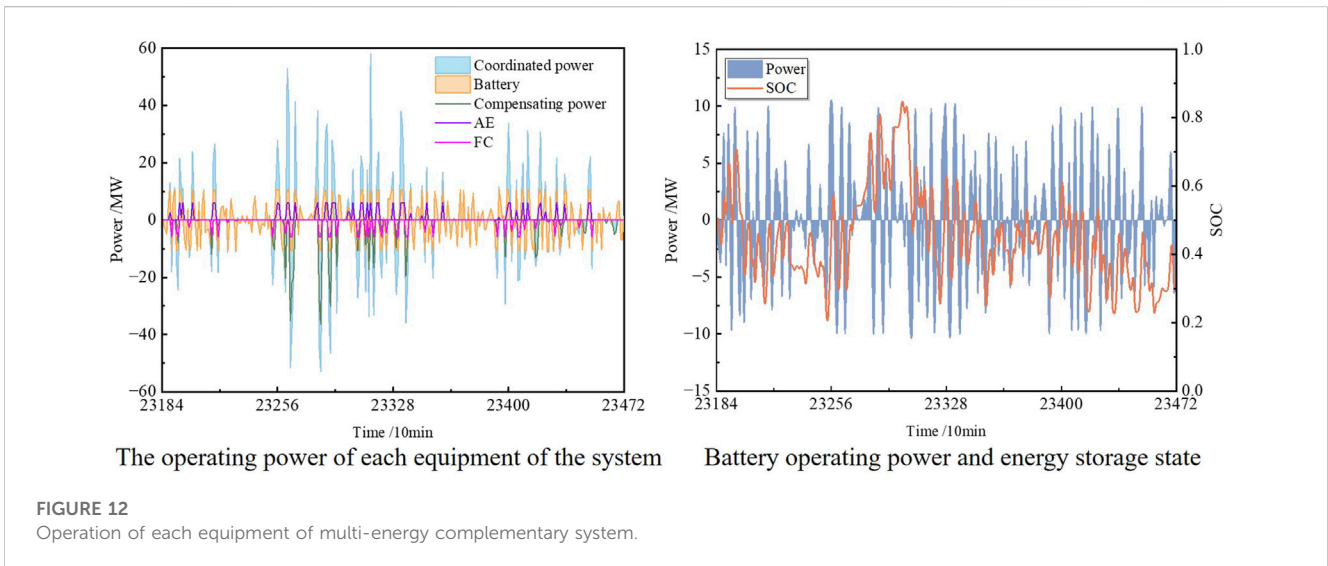 60
40
20
0
−20
−40
−60
Power /MW
Coordinated power
Battery
Compensating power
AE
FC
23184
23256
23328
23400
23472
Time /10min
The operating power of each equipment of the system
15
10
5
0
−5
−10
−15
Power /MW
Power
SOC
1.0
0.8
0.6
0.4
0.2
0.0
SOC
23184
23256
23328
23400
23472
Time /10min
Battery operating power and energy storage state
FIGURE 12
Operation of each equipment of multi-energy complementary system.